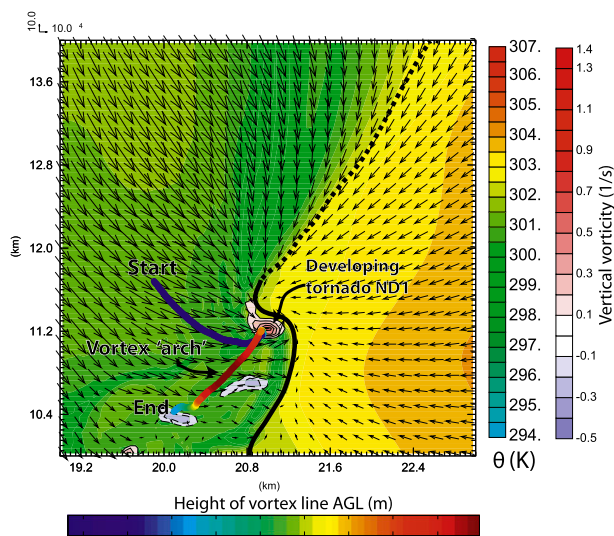 10.0
10.0 4
13.6
12.8
12.0
11.2
10.4
(km)
19.2 20.0 20.8 21.6 22.4
(km)
Start
Developing
tornado ND1
Vortex 'arch'
End
307.
306.
305.
304.
303.
302.
301.
300.
299.
298.
297.
296.
295.
294.
θ (K)
1.4
1.3
1.1
0.9
0.7
0.5
0.3
0.1
-0.1
-0.3
-0.5
Vertical vorticity (1/s)
Height of vortex line AGL (m)